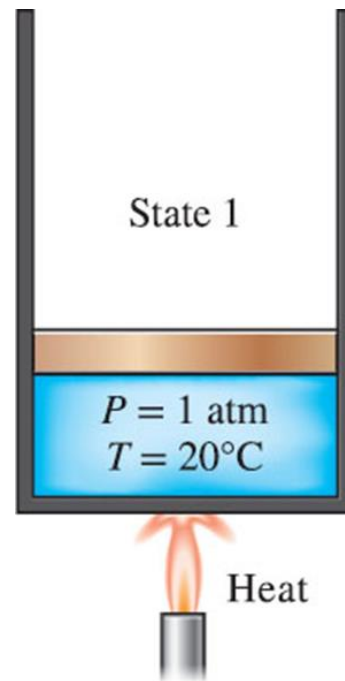 State 1
P = 1 atm
T = 20°C
Heat